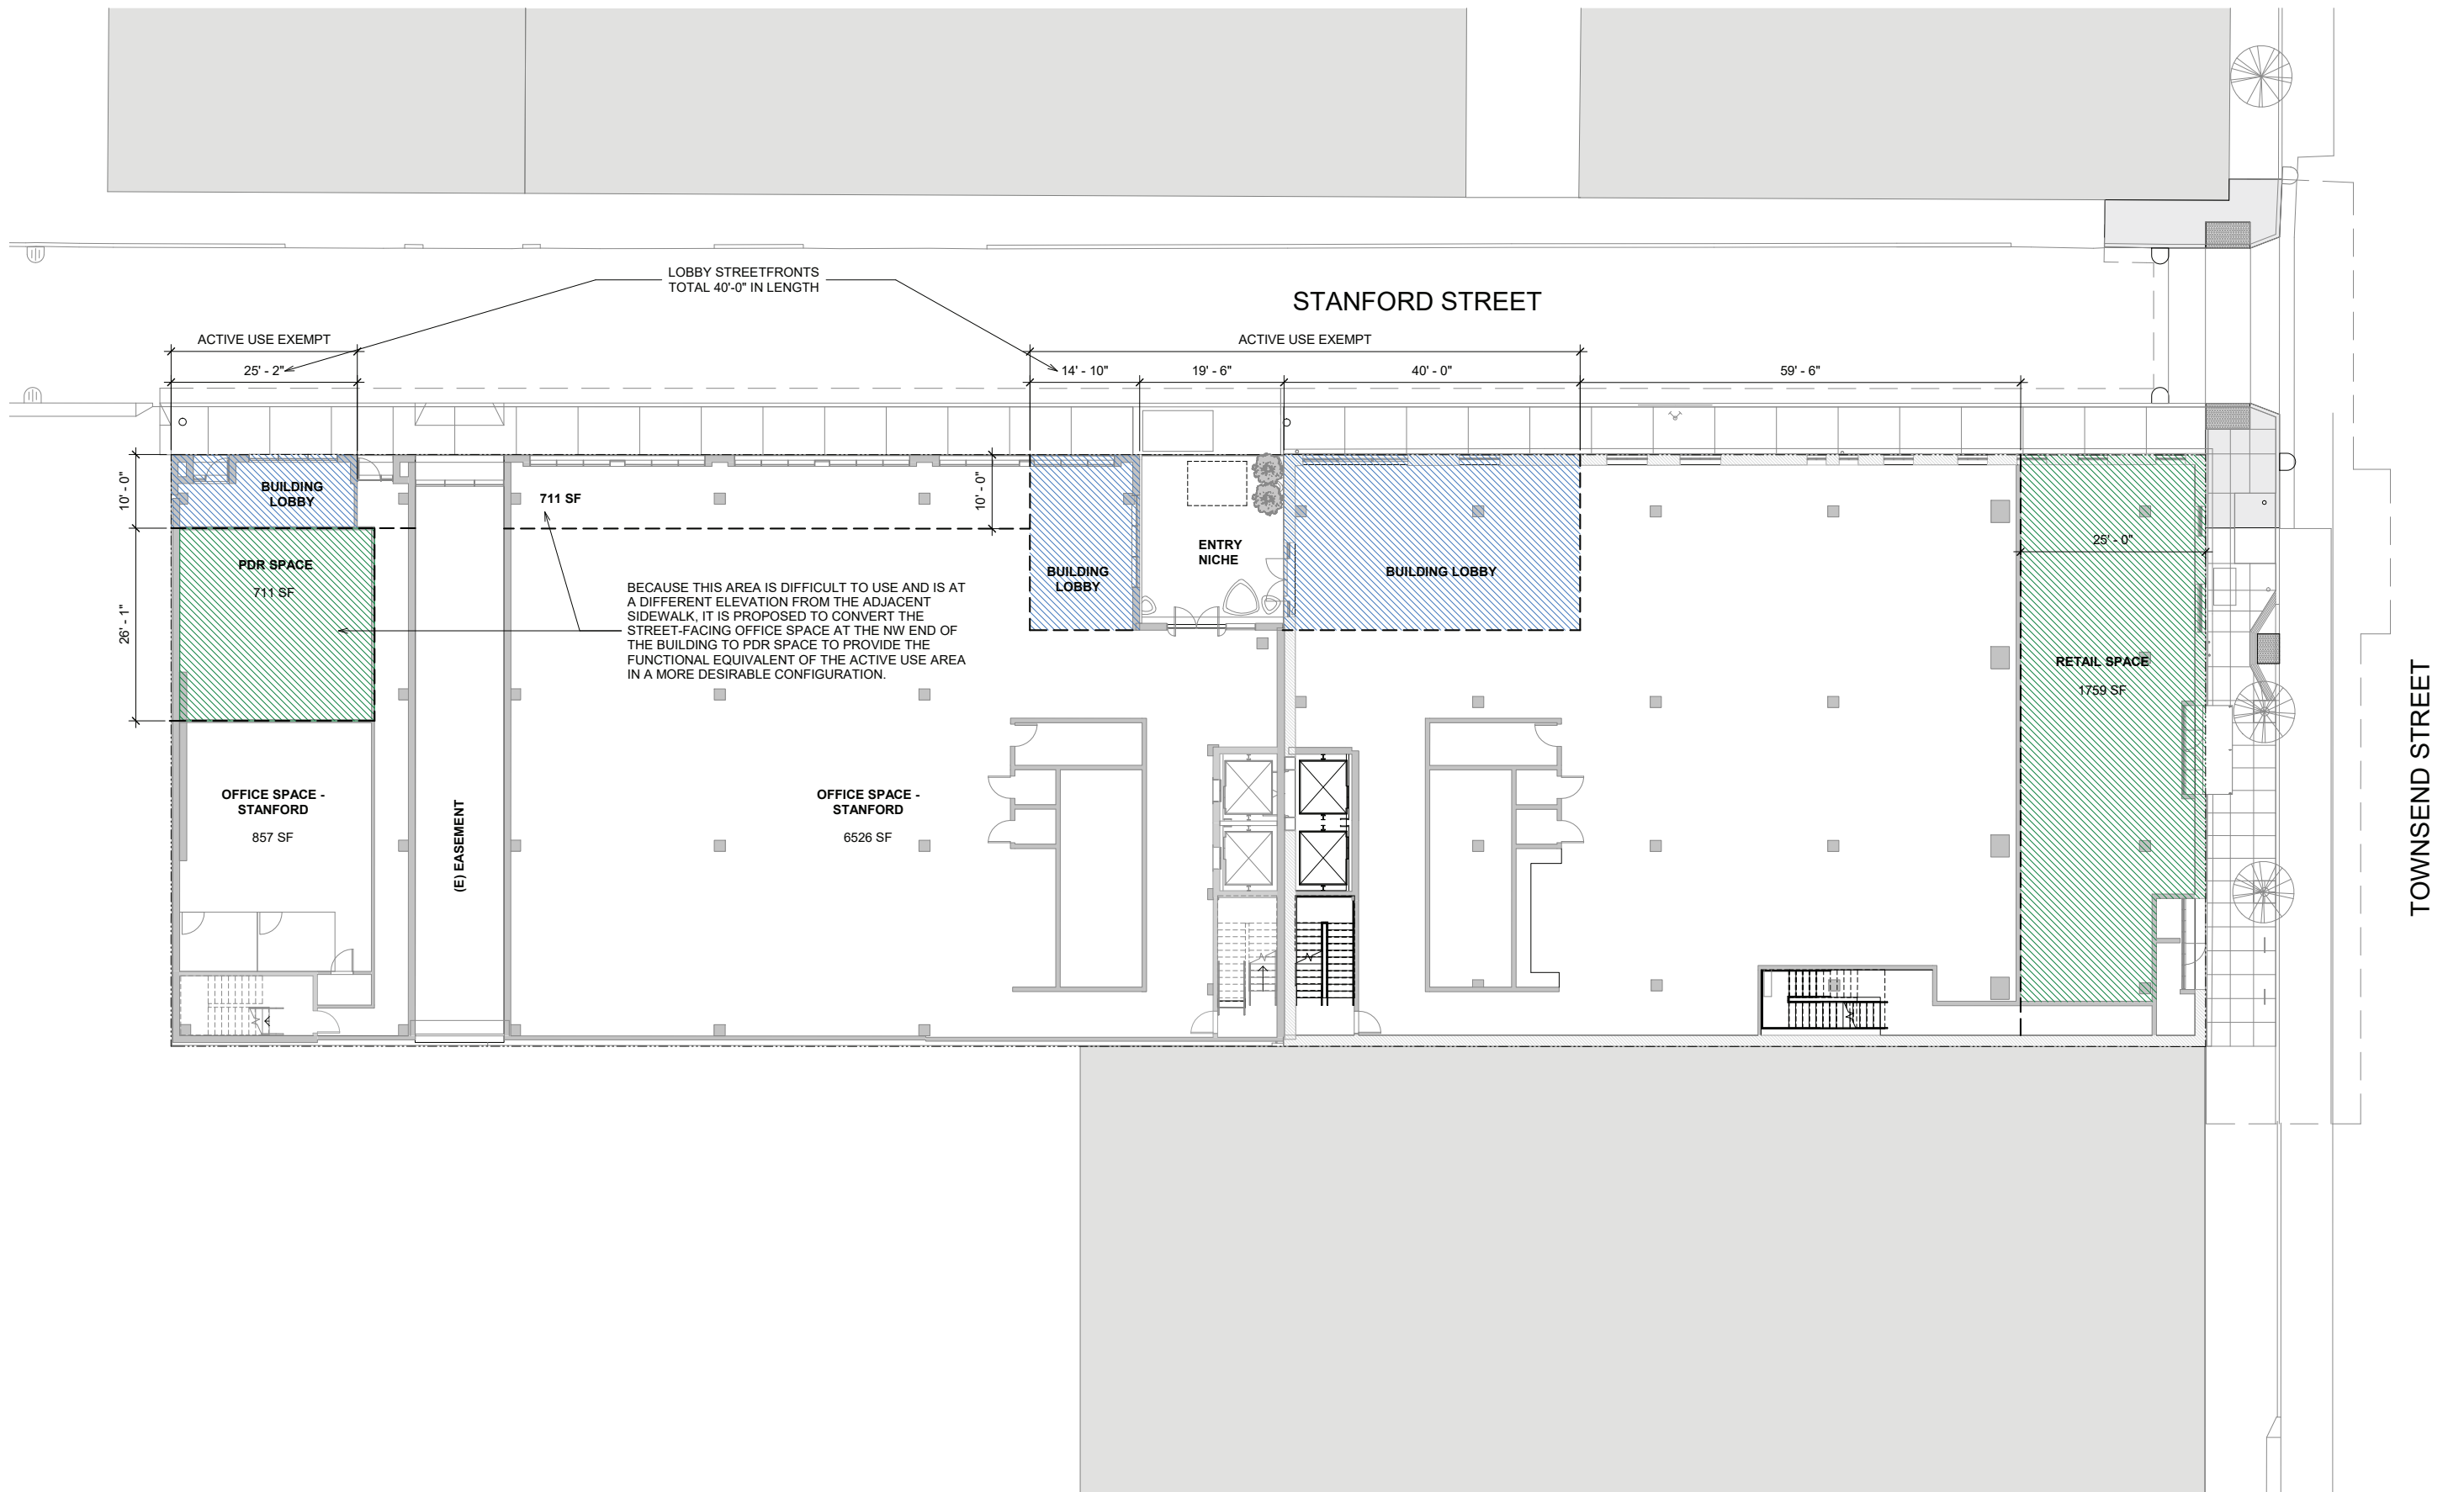 LOBBY STREETFRONTS
TOTAL 40'-0" IN LENGTH
STANFORD STREET
ACTIVE USE EXEMPT
ACTIVE USE EXEMPT
25' - 2"
14' - 10"
19' - 6"
40' - 0"
59' - 6"
10' - 0"
BUILDING
LOBBY
711 SF
10' - 0"
26' - 1"
PDR SPACE
711 SF
BECAUSE THIS AREA IS DIFFICULT TO USE AND IS AT
A DIFFERENT ELEVATION FROM THE ADJACENT
SIDEWALK, IT IS PROPOSED TO CONVERT THE
STREET-FACING OFFICE SPACE AT THE NW END OF
THE BUILDING TO PDR SPACE TO PROVIDE THE
FUNCTIONAL EQUIVALENT OF THE ACTIVE USE AREA
IN A MORE DESIRABLE CONFIGURATION.
BUILDING
LOBBY
ENTRY
NICHE
BUILDING LOBBY
25' - 0"
RETAIL SPACE
1759 SF
TOWNSEND STREET
OFFICE SPACE -
STANFORD
857 SF
(E) EASEMENT
OFFICE SPACE -
STANFORD
6526 SF